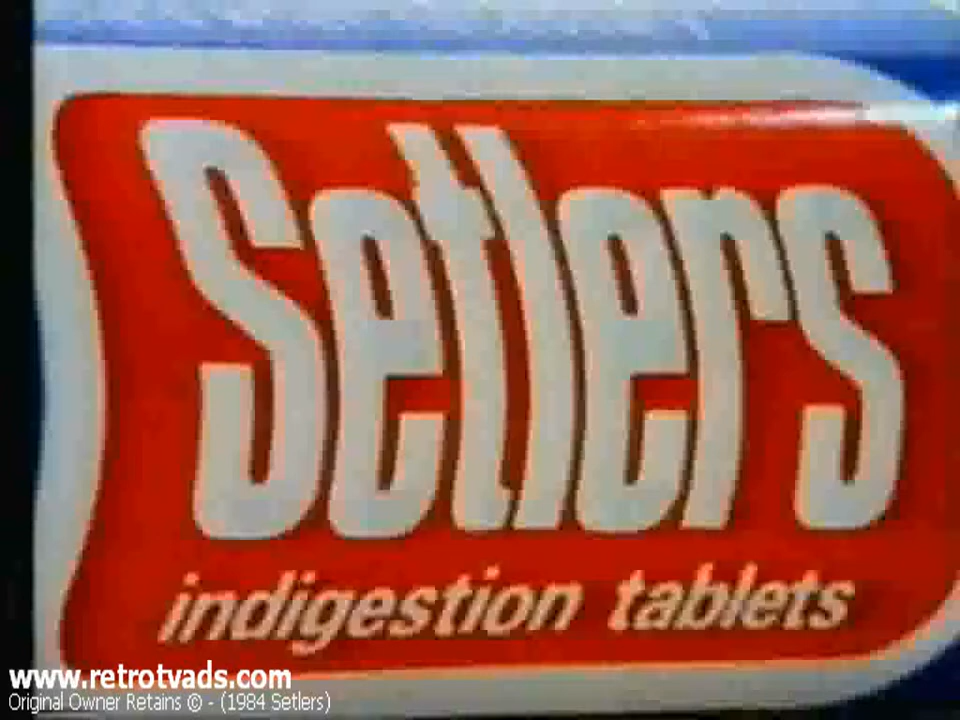 Setlers
indigestion tablets
www.retrotvads.com
Original Owner Retains © - (1984 Setlers)